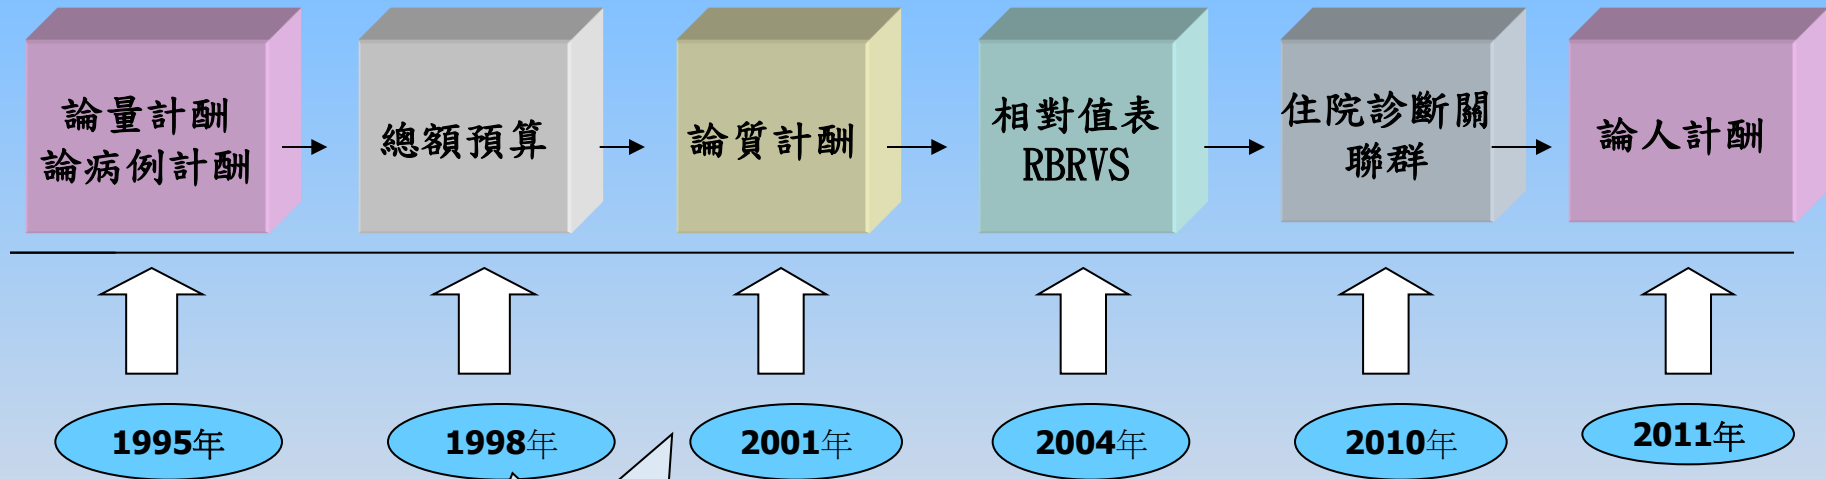 論量計酬
論病例計酬
總額預算
論質計酬
相對值表
RBRVS
住院診斷關
聯群
論人計酬
1995年
1998年
2001年
2004年
2010年
2011年